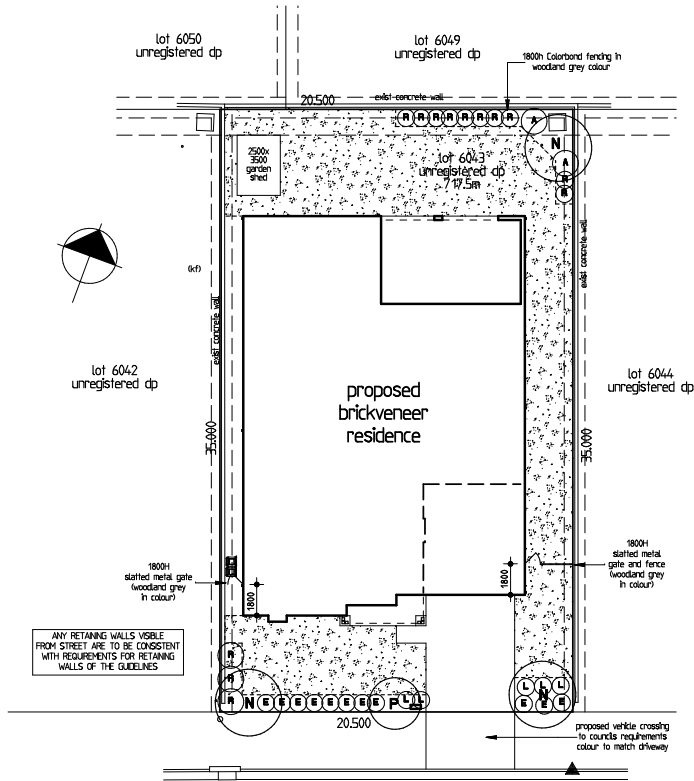 lot 6050
unregistered dp
lot 6049
unregistered dp
1800h Colorbond fencing in
woodland grey colour
20.500
exist concrete wall
R R R R R R R R A
N
A
R
R
2500x
3500
garden
shed
lot 6043
unregistered dp
717.5m
(kf)
exist concrete wall
exist concrete wall
lot 6042
unregistered dp
lot 6044
unregistered dp
proposed
brickveneer
residence
35.000
35.000
1800H
slatted metal gate
(woodland grey
in colour)
1800
1800
1800H
slatted metal
gate and fence
(woodland grey
in colour)
ANY RETAINING WALLS VISIBLE
FROM STREET ARE TO BE CONSISTENT
WITH REQUIREMENTS FOR RETAINING
WALLS OF THE GUIDELINES
R
R
R N E E E E E E E E P L L
L L L
E N E E
20.500
proposed vehicle crossing
to councils requirements
colour to match driveway